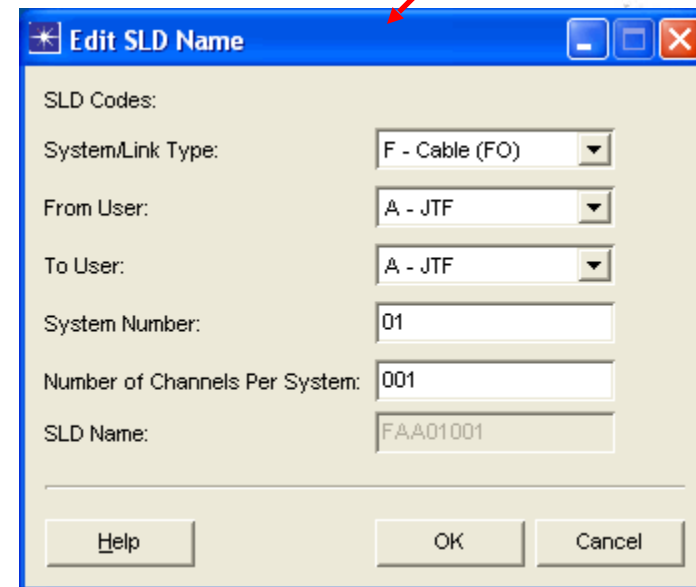 Edit SLD Name
SLD Codes:
System/Link Type: F - Cable (FO)
From User: A - JTF
To User: A - JTF
System Number: 01
Number of Channels Per System: 001
SLD Name: FAA01001
Help OK Cancel